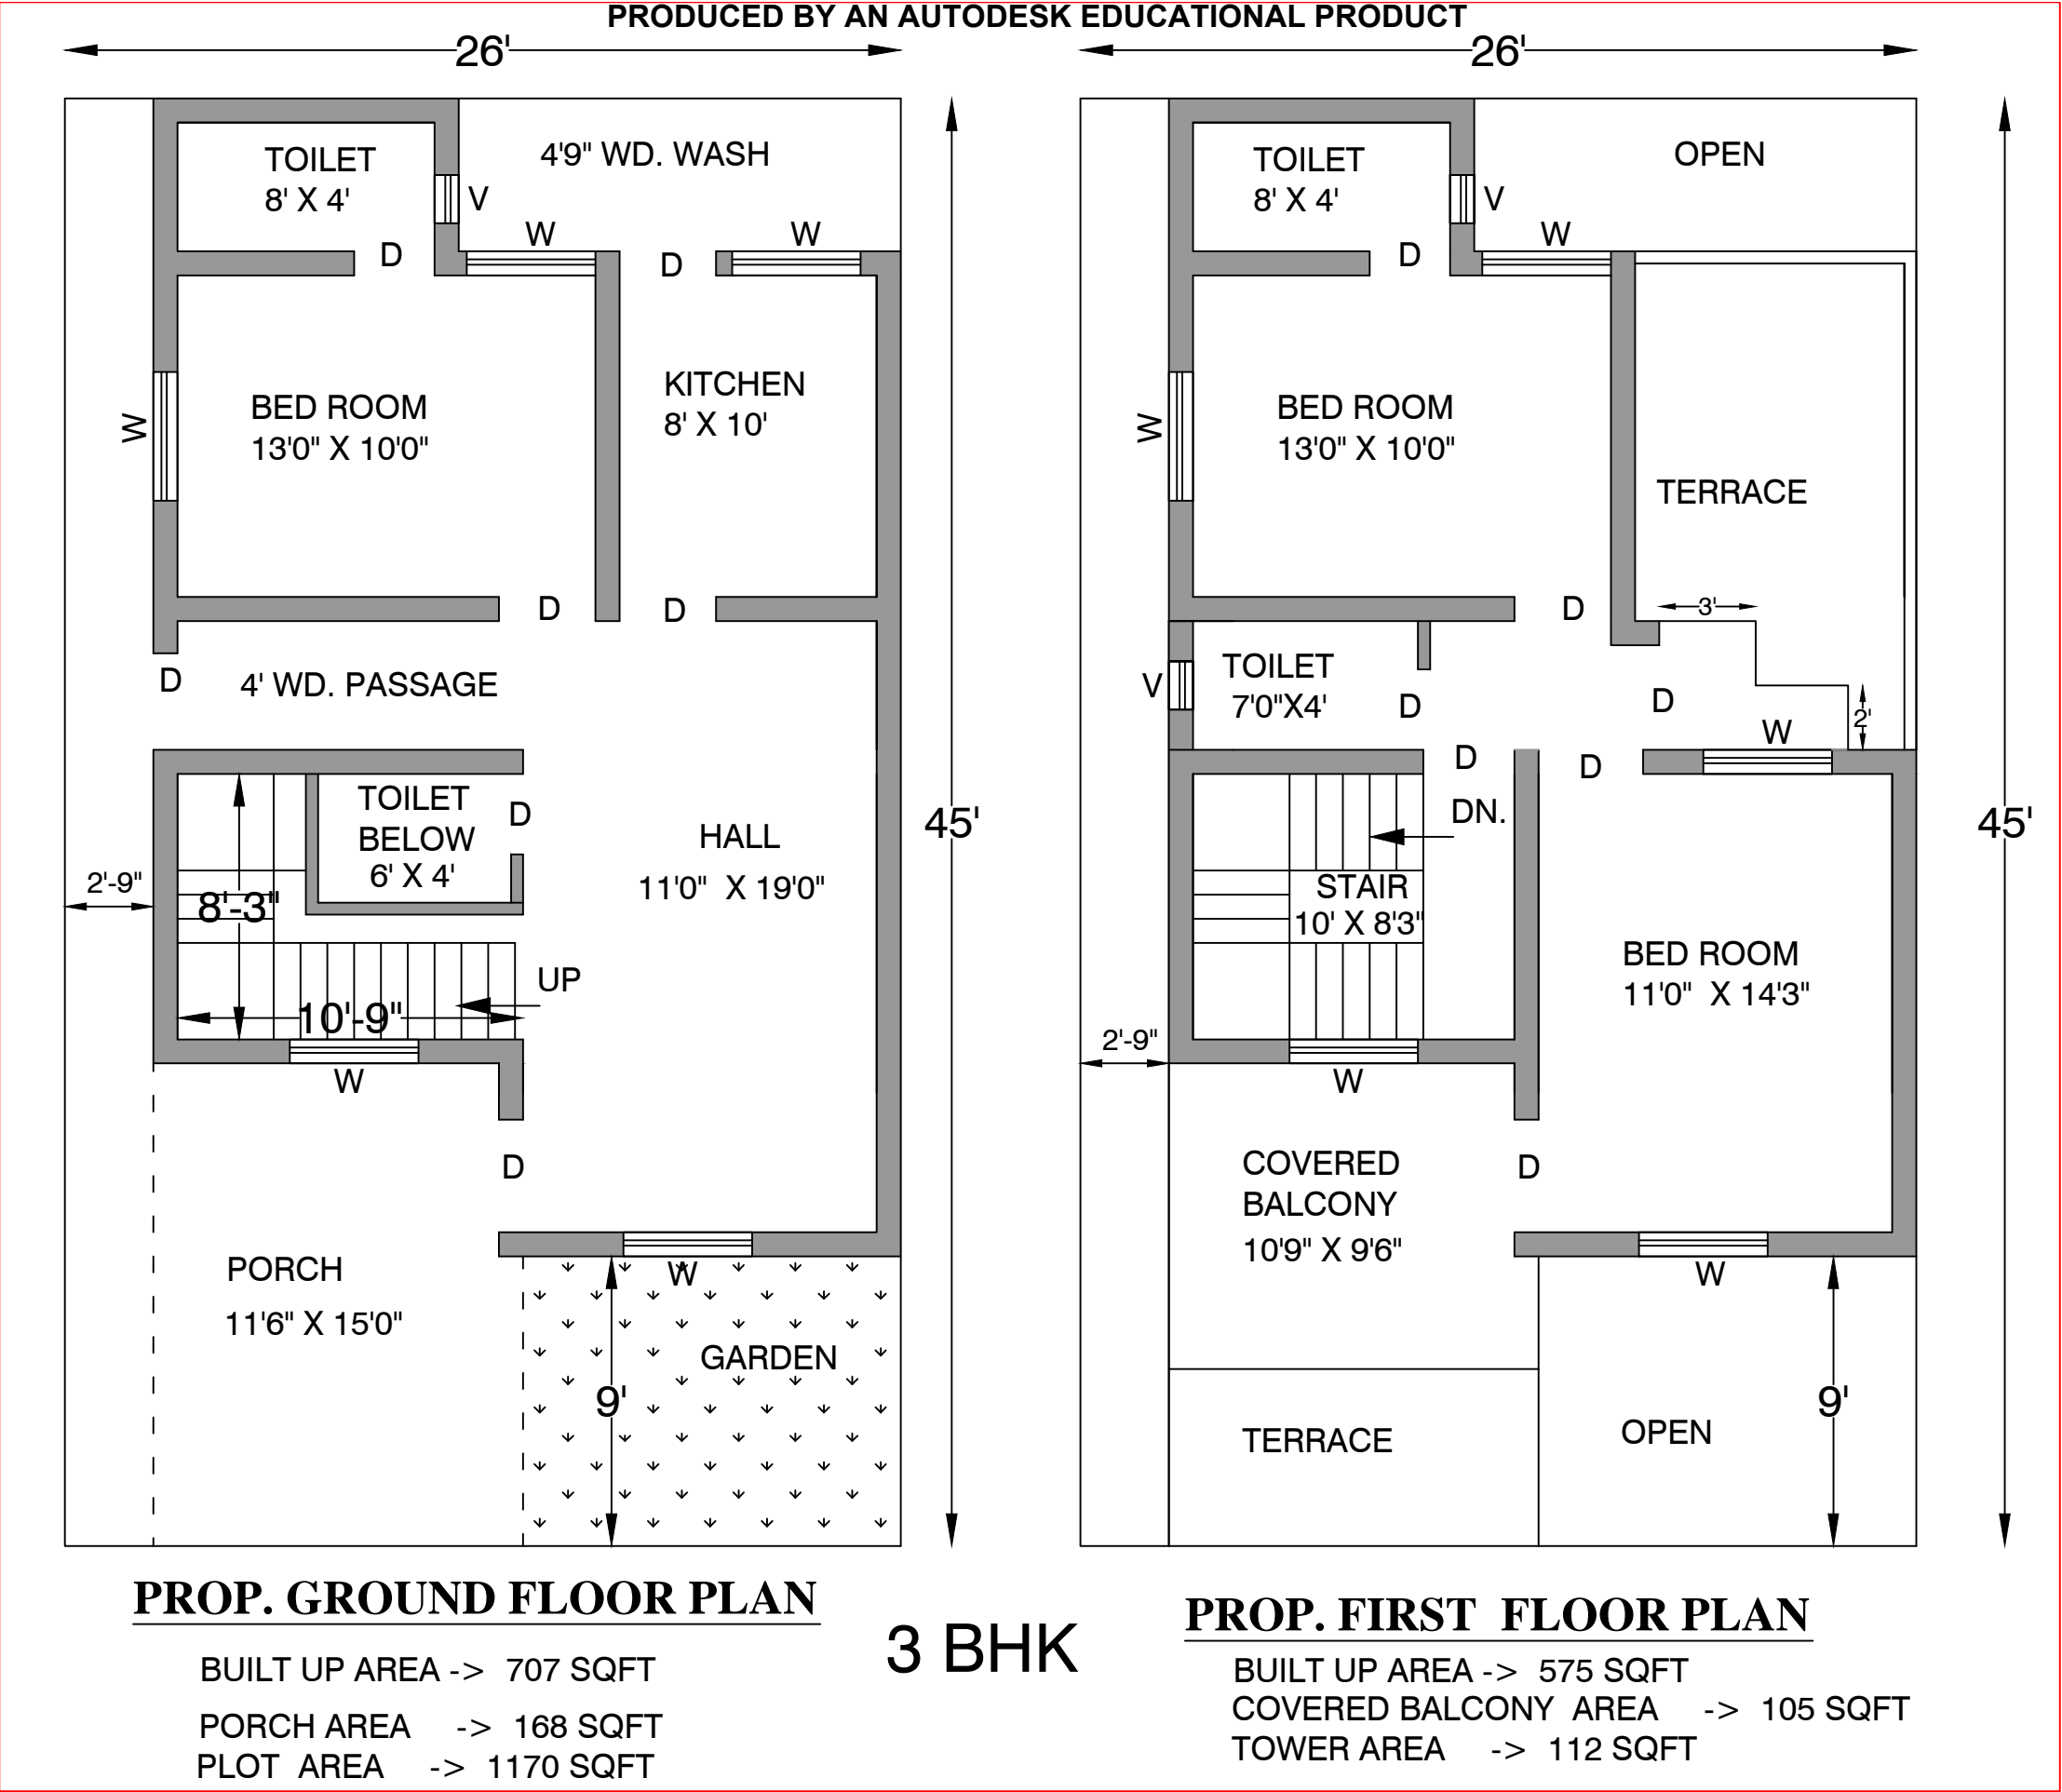 PRODUCED BY AN AUTODESK EDUCATIONAL PRODUCT
26'
TOILET
8' X 4'
4'9" WD. WASH
V
W
W
D
D
W
BED ROOM
13'0" X 10'0"
KITCHEN
8' X 10'
D
D
D
4' WD. PASSAGE
TOILET
BELOW
6' X 4'
D
HALL
11'0" X 19'0"
45'
2'-9"
8'-3"
UP
10'-9"
W
D
PORCH
11'6" X 15'0"
W
GARDEN
9'
PROP. GROUND FLOOR PLAN
BUILT UP AREA -> 707 SQFT
PORCH AREA -> 168 SQFT
PLOT AREA -> 1170 SQFT
3 BHK
26'
TOILET
8' X 4'
OPEN
V
W
D
W
BED ROOM
13'0" X 10'0"
TERRACE
D
3'
V
TOILET
7'0"X4'
D
D
2'
W
D
D
DN.
STAIR
10' X 8'3"
45'
BED ROOM
11'0" X 14'3"
2'-9"
W
COVERED
BALCONY
10'9" X 9'6"
D
W
9'
TERRACE
OPEN
PROP. FIRST FLOOR PLAN
BUILT UP AREA -> 575 SQFT
COVERED BALCONY AREA -> 105 SQFT
TOWER AREA -> 112 SQFT